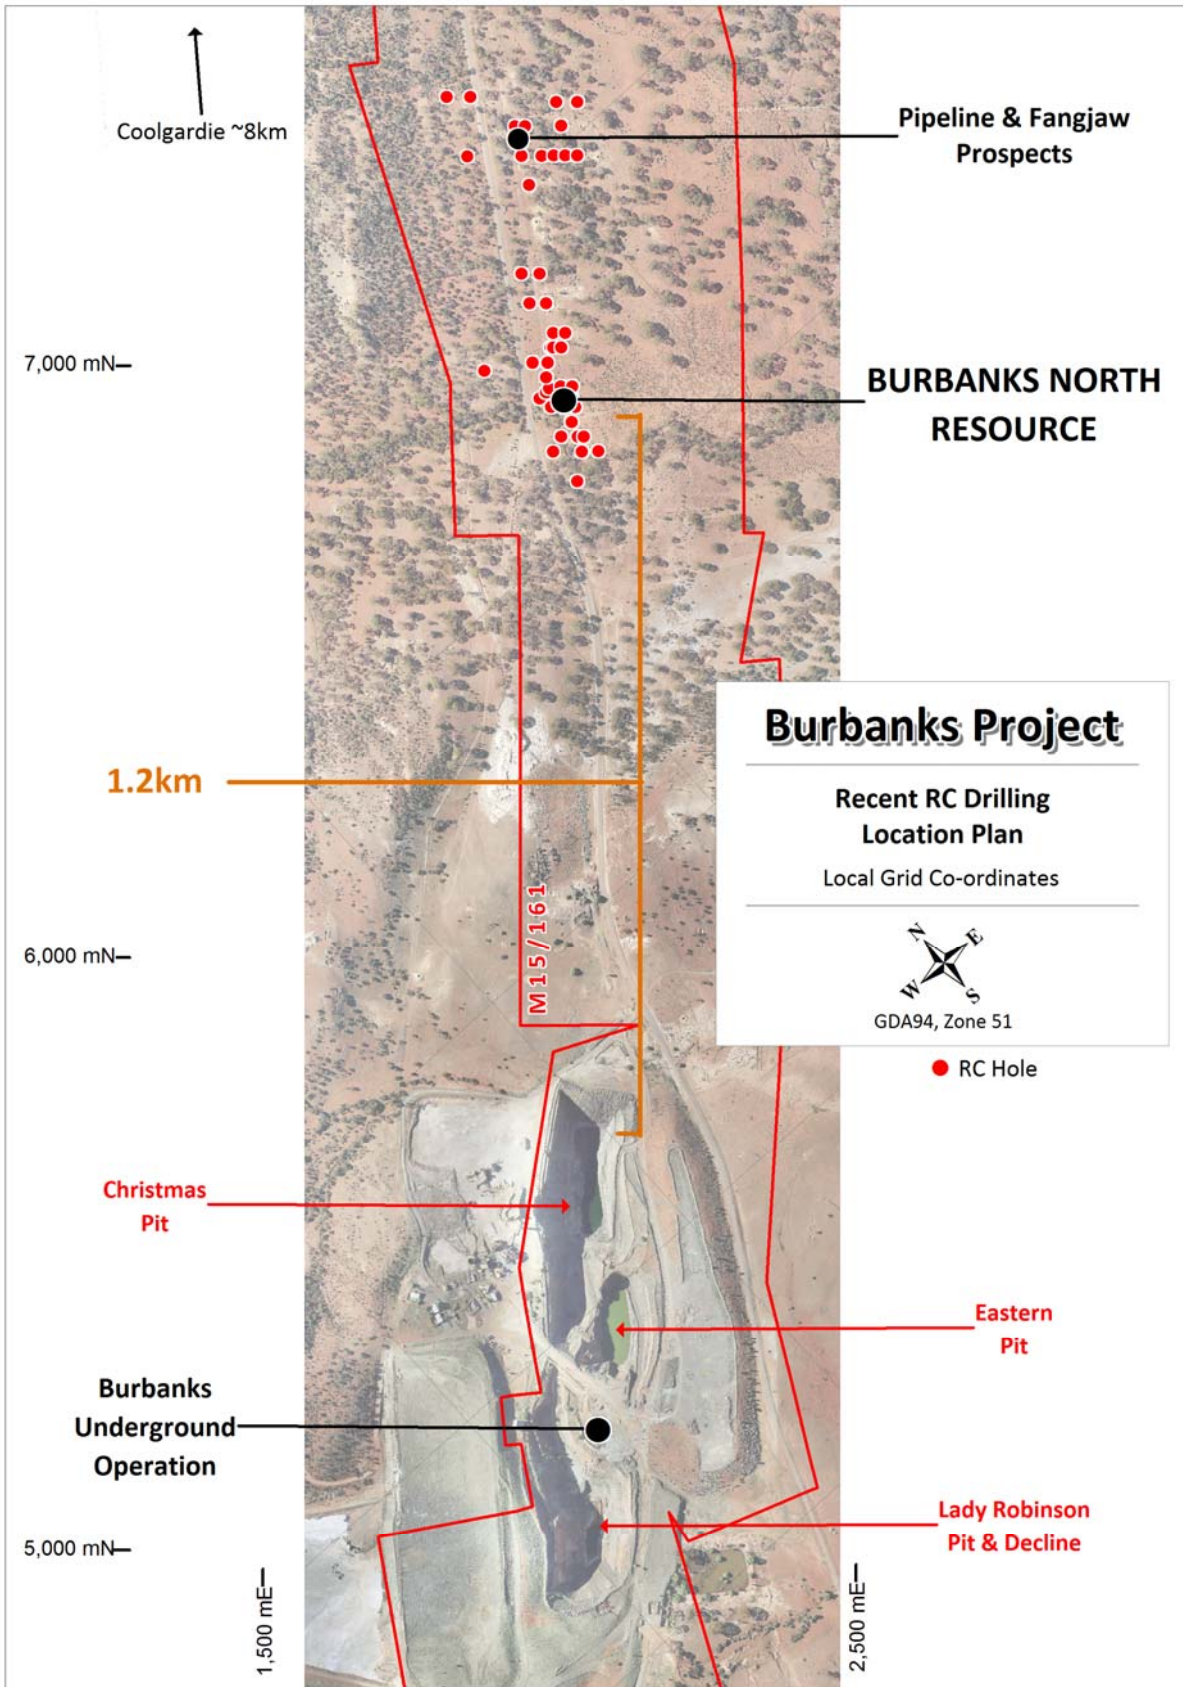 Coolgardie ~8km
Pipeline & Fangjaw
Prospects
7,000 mN
BURBANKS NORTH
RESOURCE
Burbanks Project
1.2km
Recent RC Drilling
Location Plan
Local Grid Co-ordinates
M15/161
6,000 mN
N
E
W
S
GDA94, Zone 51
RC Hole
Christmas
Pit
Eastern
Pit
Burbanks
Underground
Operation
Lady Robinson
Pit & Decline
5,000 mN
1,500 mE
2,500 mE